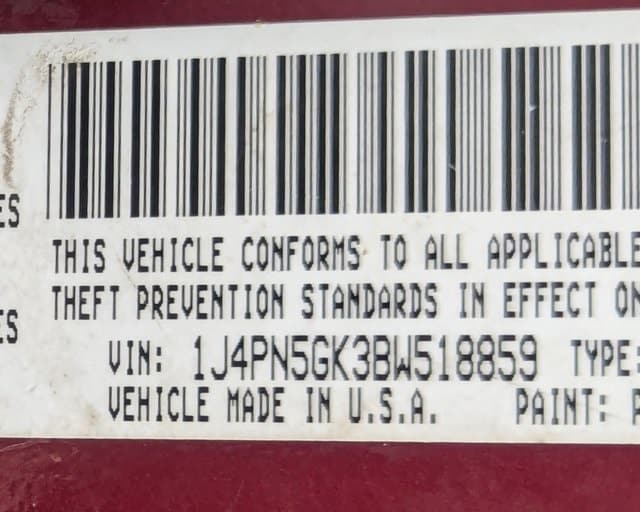 ES
THIS VEHICLE CONFORMS TO ALL APPLICABLE
THEFT PREVENTION STANDARDS IN EFFECT ON
ES
VIN: 1J4PN5GK3BW518859 TYPE:
VEHICLE MADE IN U.S.A. PAINT: P